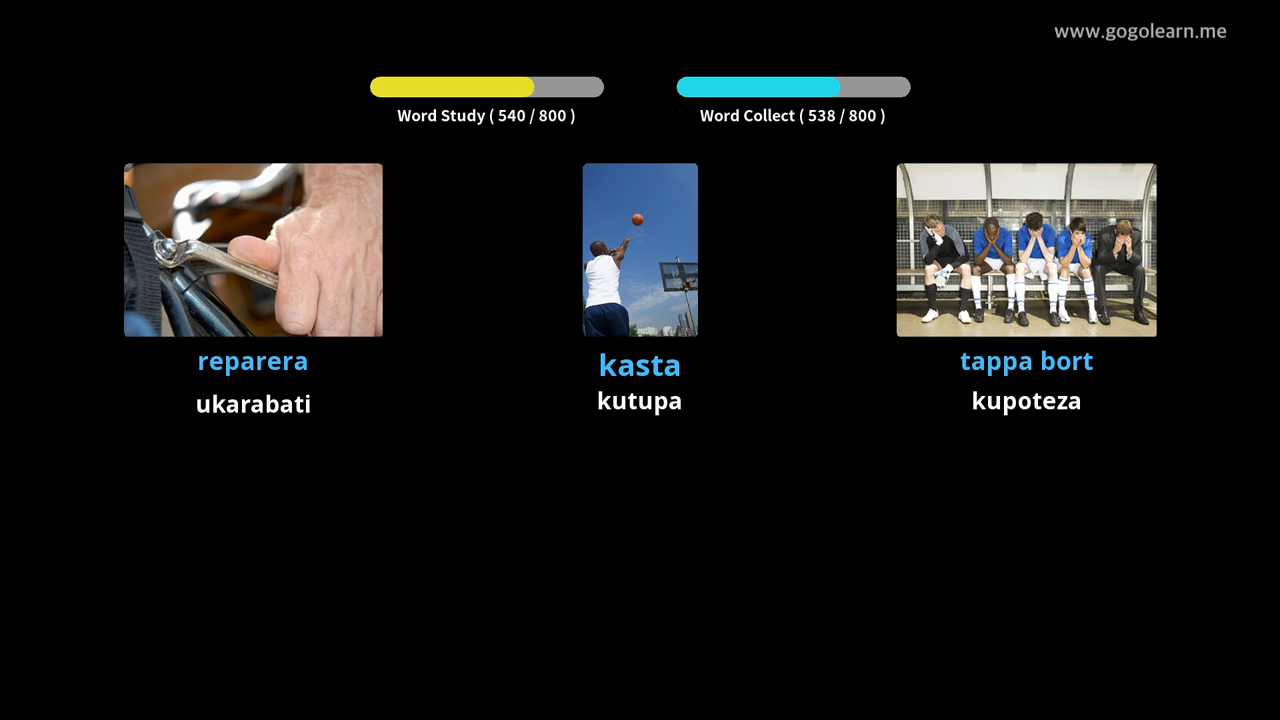 www.gogolearn.me
Word Study ( 540 / 800 )
Word Collect ( 538 / 800 )
reparera
ukarabati
kasta
kutupa
tappa bort
kupoteza